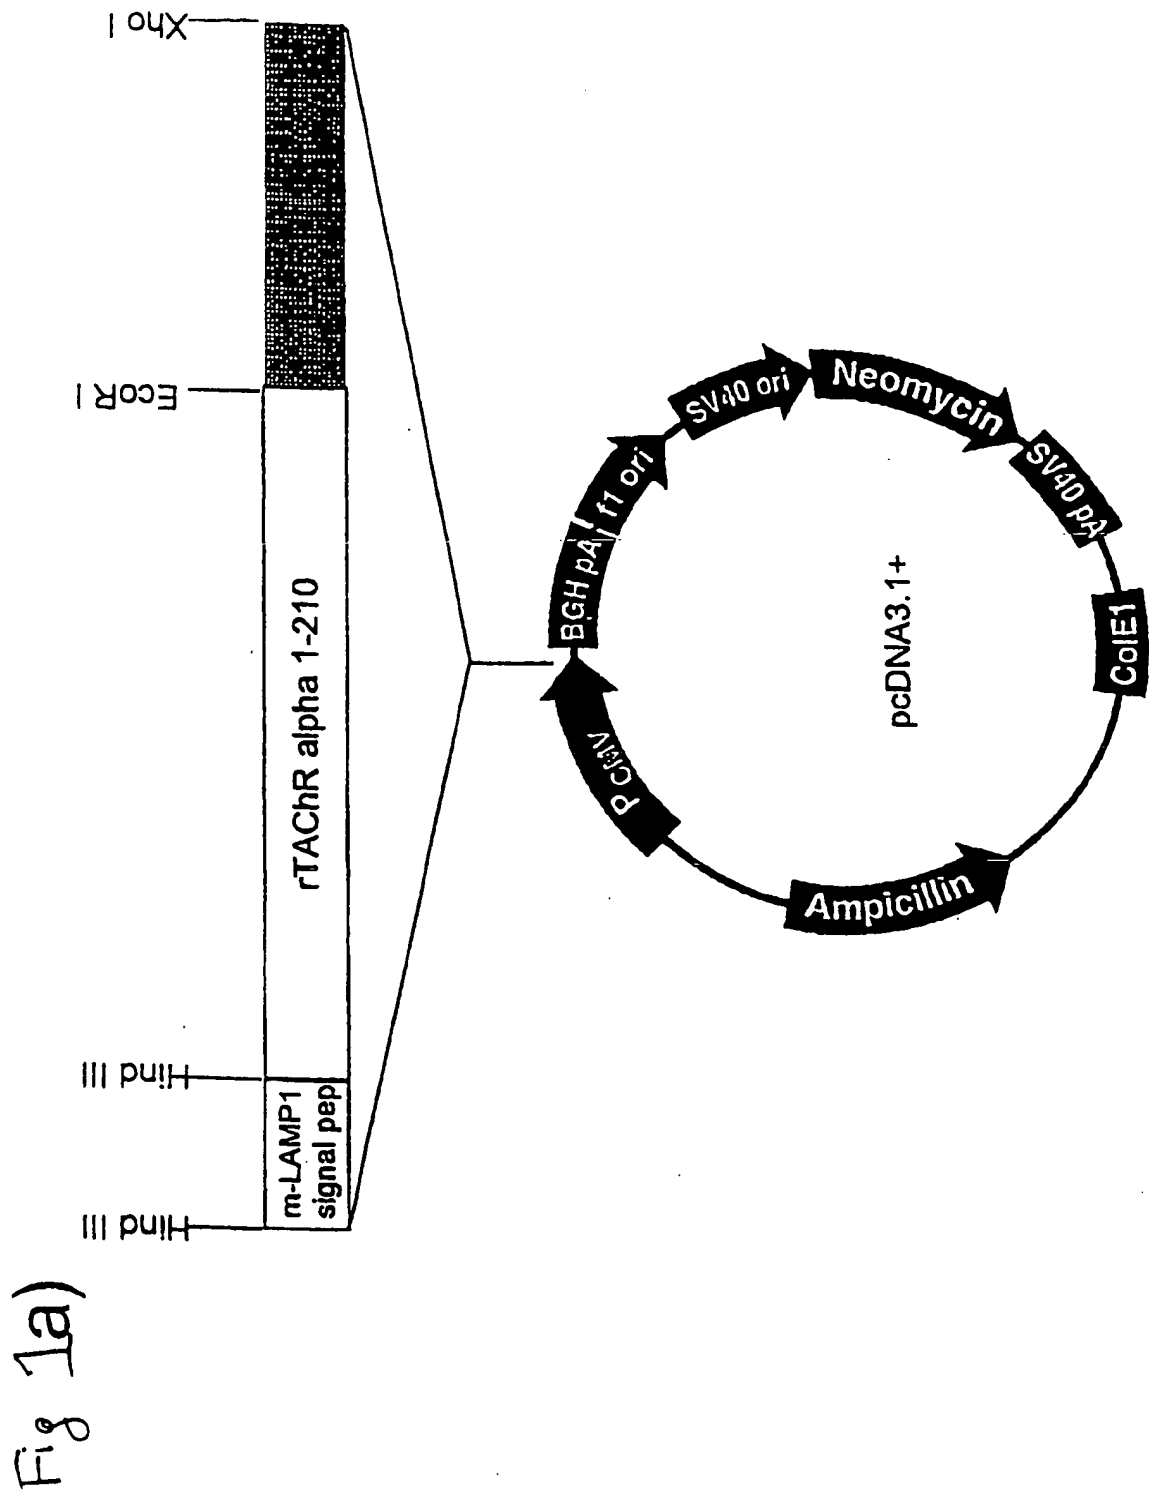 Fig 1a)
Hind III
Hind III
EcoR I
Xho I
m-LAMP1
signal pep
rTAChR alpha 1-210
P CMV
BGH pA
f1 ori
SV40 ori
Neomycin
SV40 pA
ColE1
Ampicillin
pcDNA3.1+